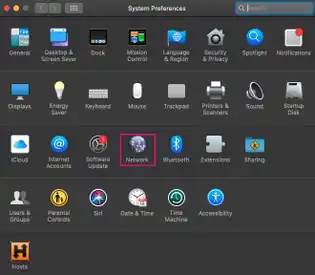 System Preferences
Search
General
Desktop &
Screen Saver
Dock
Mission
Control
Language
& Region
Security
& Privacy
Spotlight
Notifications
Displays
Energy
Saver
Keyboard
Mouse
Trackpad
Printers &
Scanners
Sound
Startup
Disk
iCloud
Internet
Accounts
Software
Update
Network
Bluetooth
Extensions
Sharing
Users &
Groups
Parental
Controls
Siri
Date & Time
Time
Machine
Accessibility
Hosts